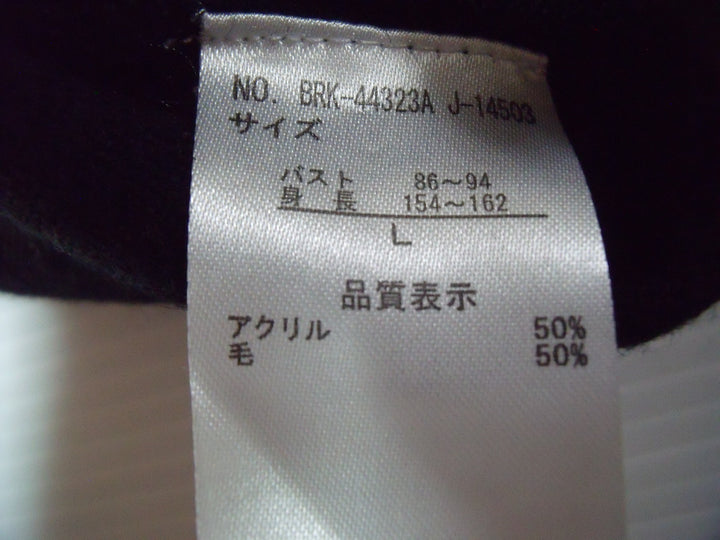 NO. BRK-44323A J-14503
サイズ
バスト 86～94
身長 154～162
L
品質表示
アクリル 50%
毛 50%